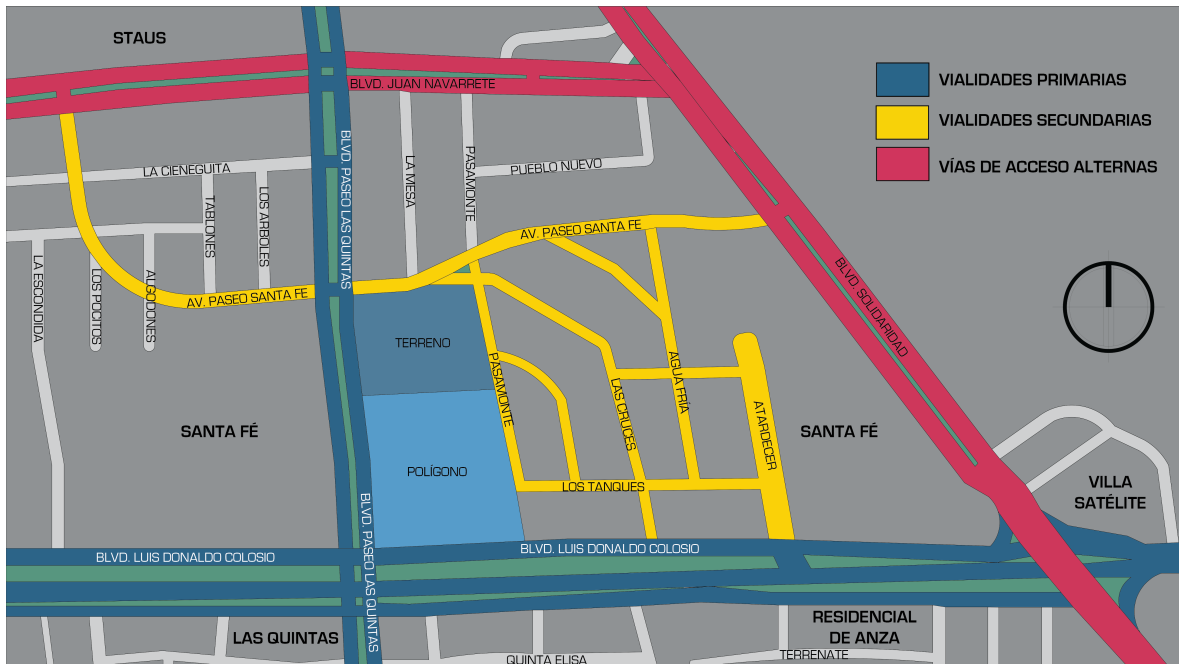 STAUS
BLVD. JUAN NAVARRETE
VIALIDADES PRIMARIAS
VIALIDADES SECUNDARIAS
VÍAS DE ACCESO ALTERNAS
LA CIENEGUITA
TABLONES
LOS ARBOLES
BLVD. PASEO LAS QUINTAS
LA MESA
PASAMONTE
PUEBLO NUEVO
AV. PASEO SANTA FE
LA ESCONDIDA
LOS POCITOS
ALGODONES
AV. PASEO SANTA FE
BLVD. SOLIDARIDAD
TERRENO
PASAMONTE
LAS CRUCES
AGUA FRÍA
ATARDECER
SANTA FÉ
SANTA FÉ
POLÍGONO
LOS TANQUES
VILLA
SATÉLITE
BLVD. PASEO LAS QUINTAS
BLVD. LUIS DONALDO COLOSIO
BLVD. LUIS DONALDO COLOSIO
LAS QUINTAS
RESIDENCIAL
DE ANZA
QUINTA ELISA
TERRENATE